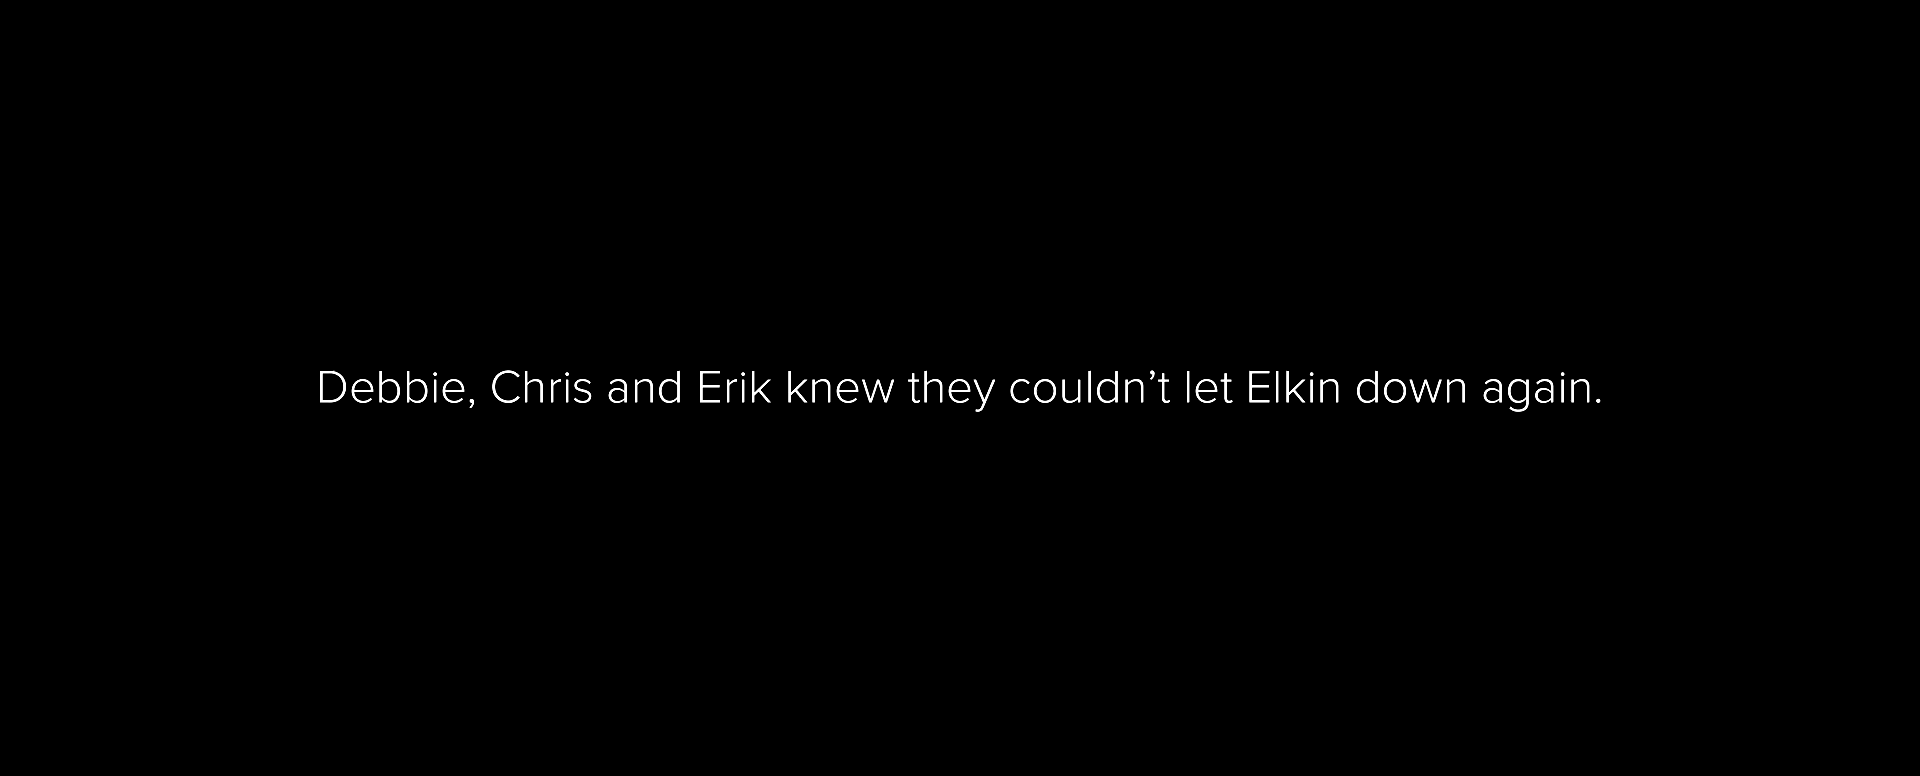 Debbie, Chris and Erik knew they couldn’t let Elkin down again.